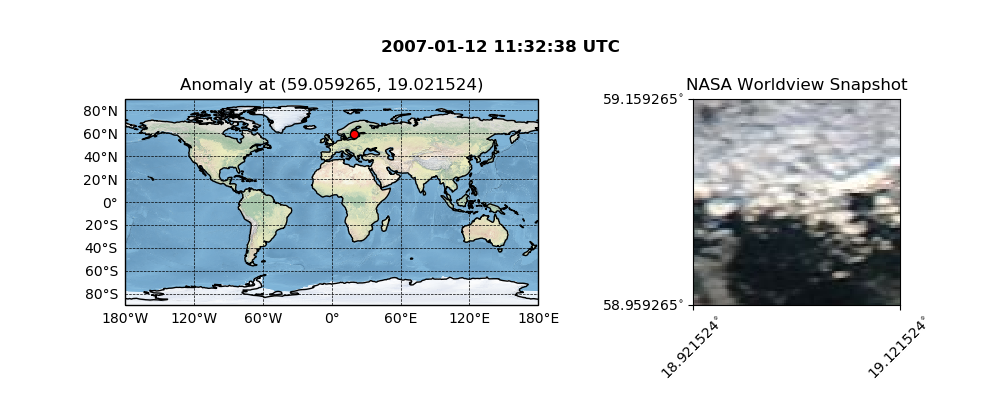 2007-01-12 11:32:38 UTC
Anomaly at (59.059265, 19.021524)
80°N
60°N
40°N
20°N
0°
20°S
40°S
60°S
80°S
180°W 120°W 60°W 0° 60°E 120°E 180°E
NASA Worldview Snapshot
59.159265°
58.959265°
18.921524°
19.121524°